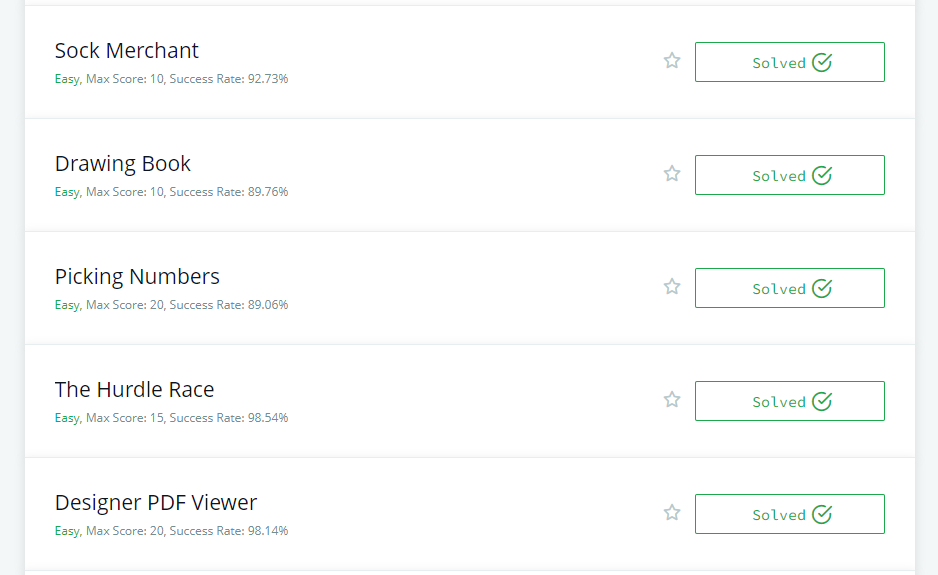 Sock Merchant
Easy, Max Score: 10, Success Rate: 92.73%
Solved
Drawing Book
Easy, Max Score: 10, Success Rate: 89.76%
Solved
Picking Numbers
Easy, Max Score: 20, Success Rate: 89.06%
Solved
The Hurdle Race
Easy, Max Score: 15, Success Rate: 98.54%
Solved
Designer PDF Viewer
Easy, Max Score: 20, Success Rate: 98.14%
Solved